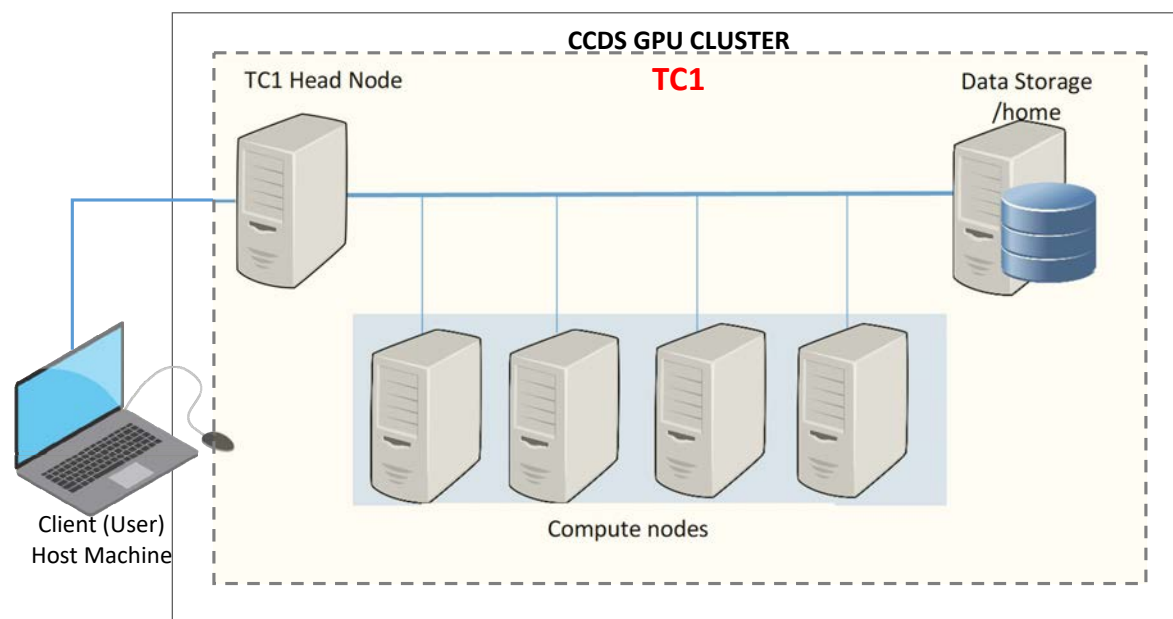 CCDS GPU CLUSTER
TC1
TC1 Head Node
Data Storage
/home
Compute nodes
Client (User)
Host Machine